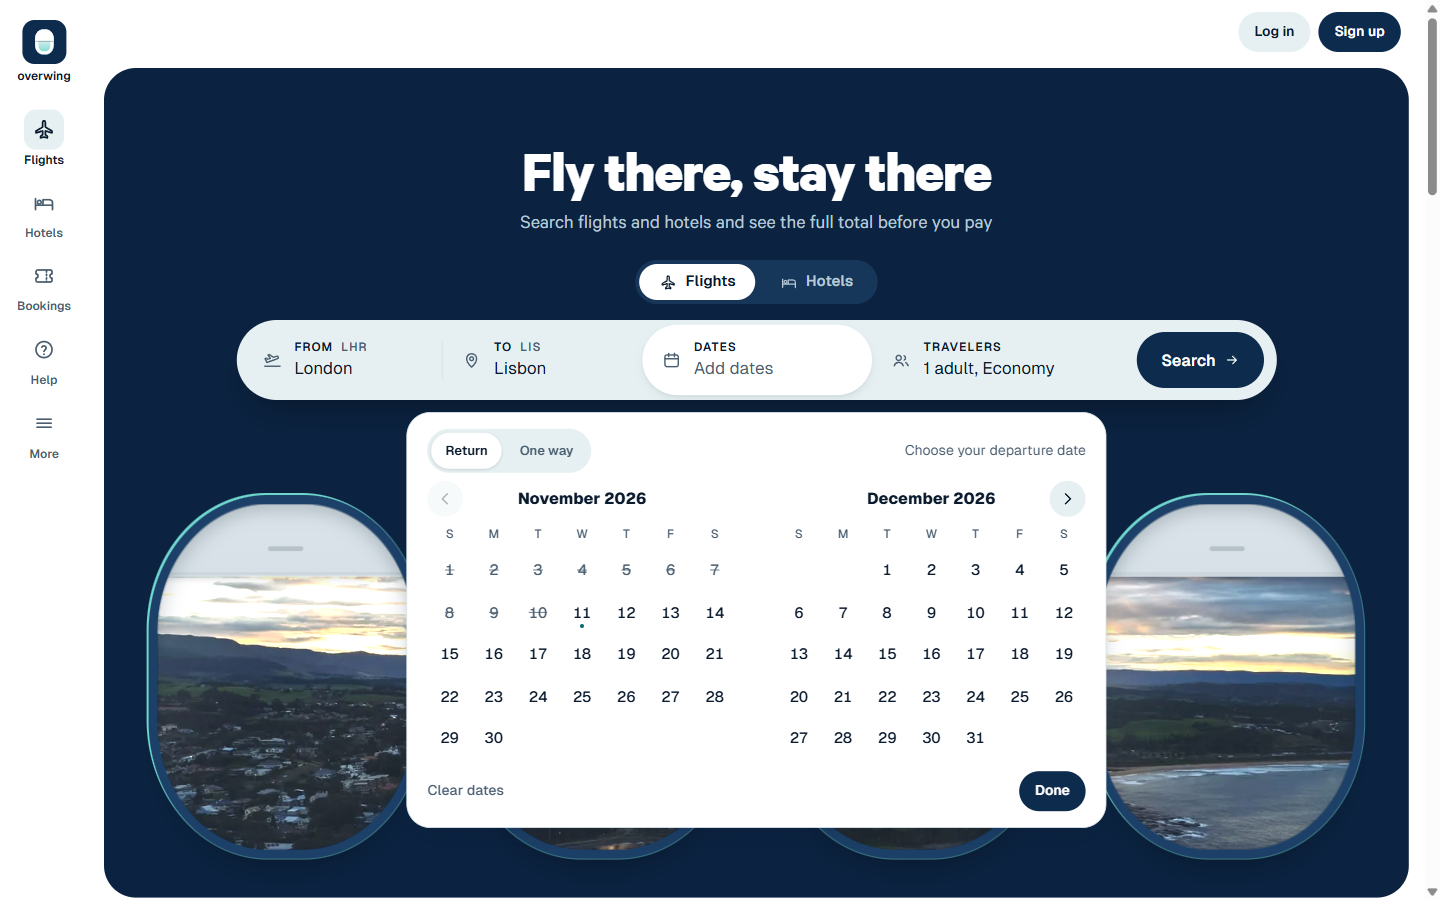 overwing
Flights
Hotels
Bookings
Help
More
Log in
Sign up
Fly there, stay there
Search flights and hotels and see the full total before you pay
Flights
Hotels
FROM LHR
London
TO LIS
Lisbon
DATES
Add dates
TRAVELERS
1 adult, Economy
Search
Return
One way
Choose your departure date
November 2026
S M T W T F S
1 2 3 4 5 6 7
8 9 10 11 12 13 14
15 16 17 18 19 20 21
22 23 24 25 26 27 28
29 30
December 2026
S M T W T F S
1 2 3 4 5
6 7 8 9 10 11 12
13 14 15 16 17 18 19
20 21 22 23 24 25 26
27 28 29 30 31
Clear dates
Done